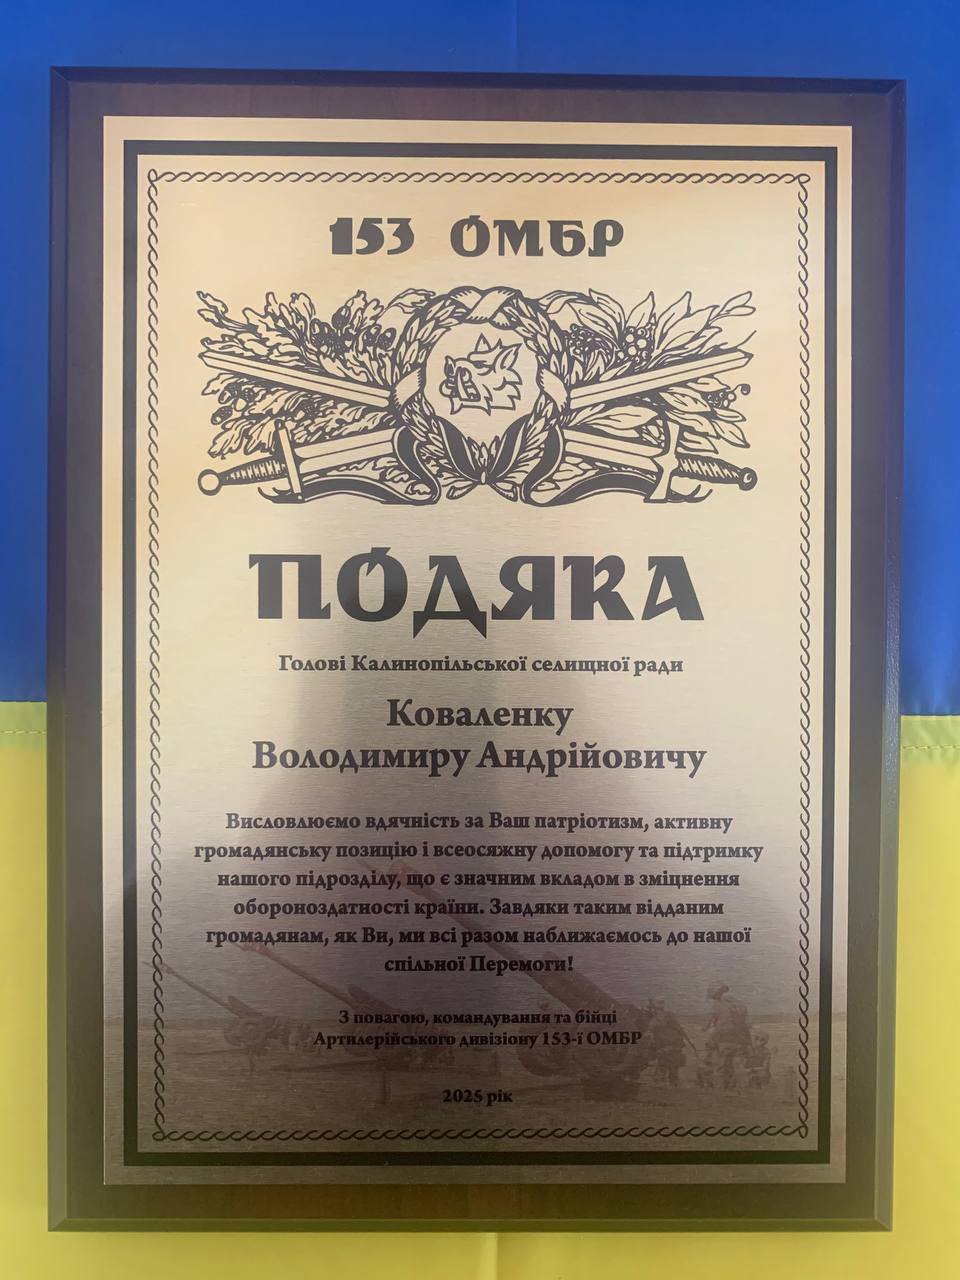 153 ОМБР
ПОДЯКА
Голові Калинопільської селищної ради
Коваленку
Володимиру Андрійовичу
Висловлюємо вдячність за Ваш патріотизм, активну
громадянську позицію і всеосяжну допомогу та підтримку
нашого підрозділу, що є значним вкладом в зміцнення
обороноздатності країни. Завдяки таким відданим
громадянам, як Ви, ми всі разом наближаємось до нашої
спільної Перемоги!
З повагою, командування та бійці
Артилерійського дивізіону 153-ї ОМБР
2025 рік